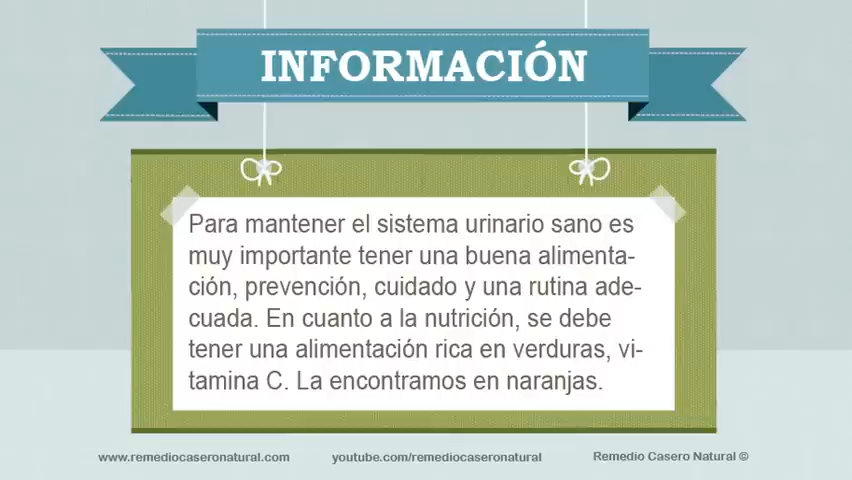 INFORMACIÓN
Para mantener el sistema urinario sano es
muy importante tener una buena alimenta-
ción, prevención, cuidado y una rutina ade-
cuada. En cuanto a la nutrición, se debe
tener una alimentación rica en verduras, vi-
tamina C. La encontramos en naranjas.
www.remediocaseronatural.com youtube.com/remediocaseronatural Remedio Casero Natural ©